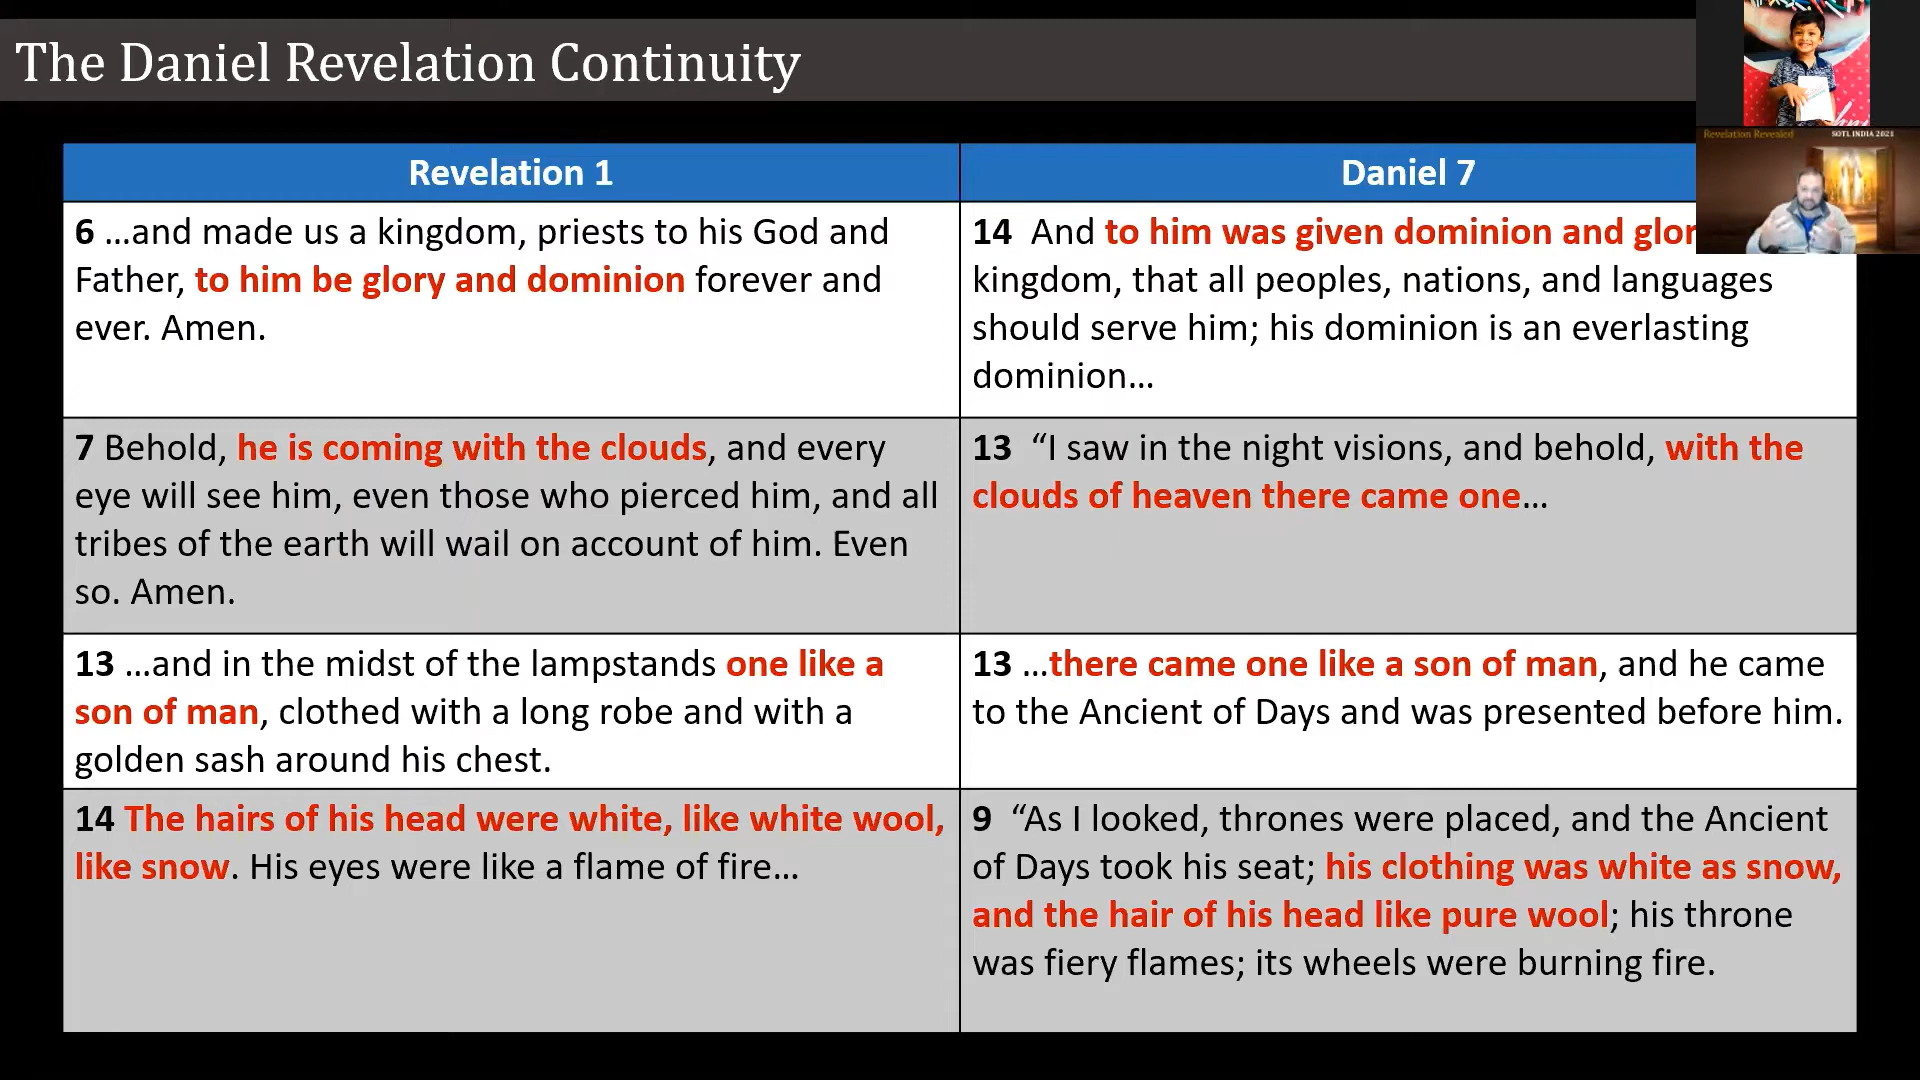 The Daniel Revelation Continuity
Revelation Revealed
SOTL INDIA 2021
Revelation 1
Daniel 7
6 …and made us a kingdom, priests to his God and
Father, to him be glory and dominion forever and
ever. Amen.
14 And to him was given dominion and glor
kingdom, that all peoples, nations, and languages
should serve him; his dominion is an everlasting
dominion…
7 Behold, he is coming with the clouds, and every
eye will see him, even those who pierced him, and all
tribes of the earth will wail on account of him. Even
so. Amen.
13 “I saw in the night visions, and behold, with the
clouds of heaven there came one…
13 …and in the midst of the lampstands one like a
son of man, clothed with a long robe and with a
golden sash around his chest.
13 …there came one like a son of man, and he came
to the Ancient of Days and was presented before him.
14 The hairs of his head were white, like white wool,
like snow. His eyes were like a flame of fire…
9 “As I looked, thrones were placed, and the Ancient
of Days took his seat; his clothing was white as snow,
and the hair of his head like pure wool; his throne
was fiery flames; its wheels were burning fire.